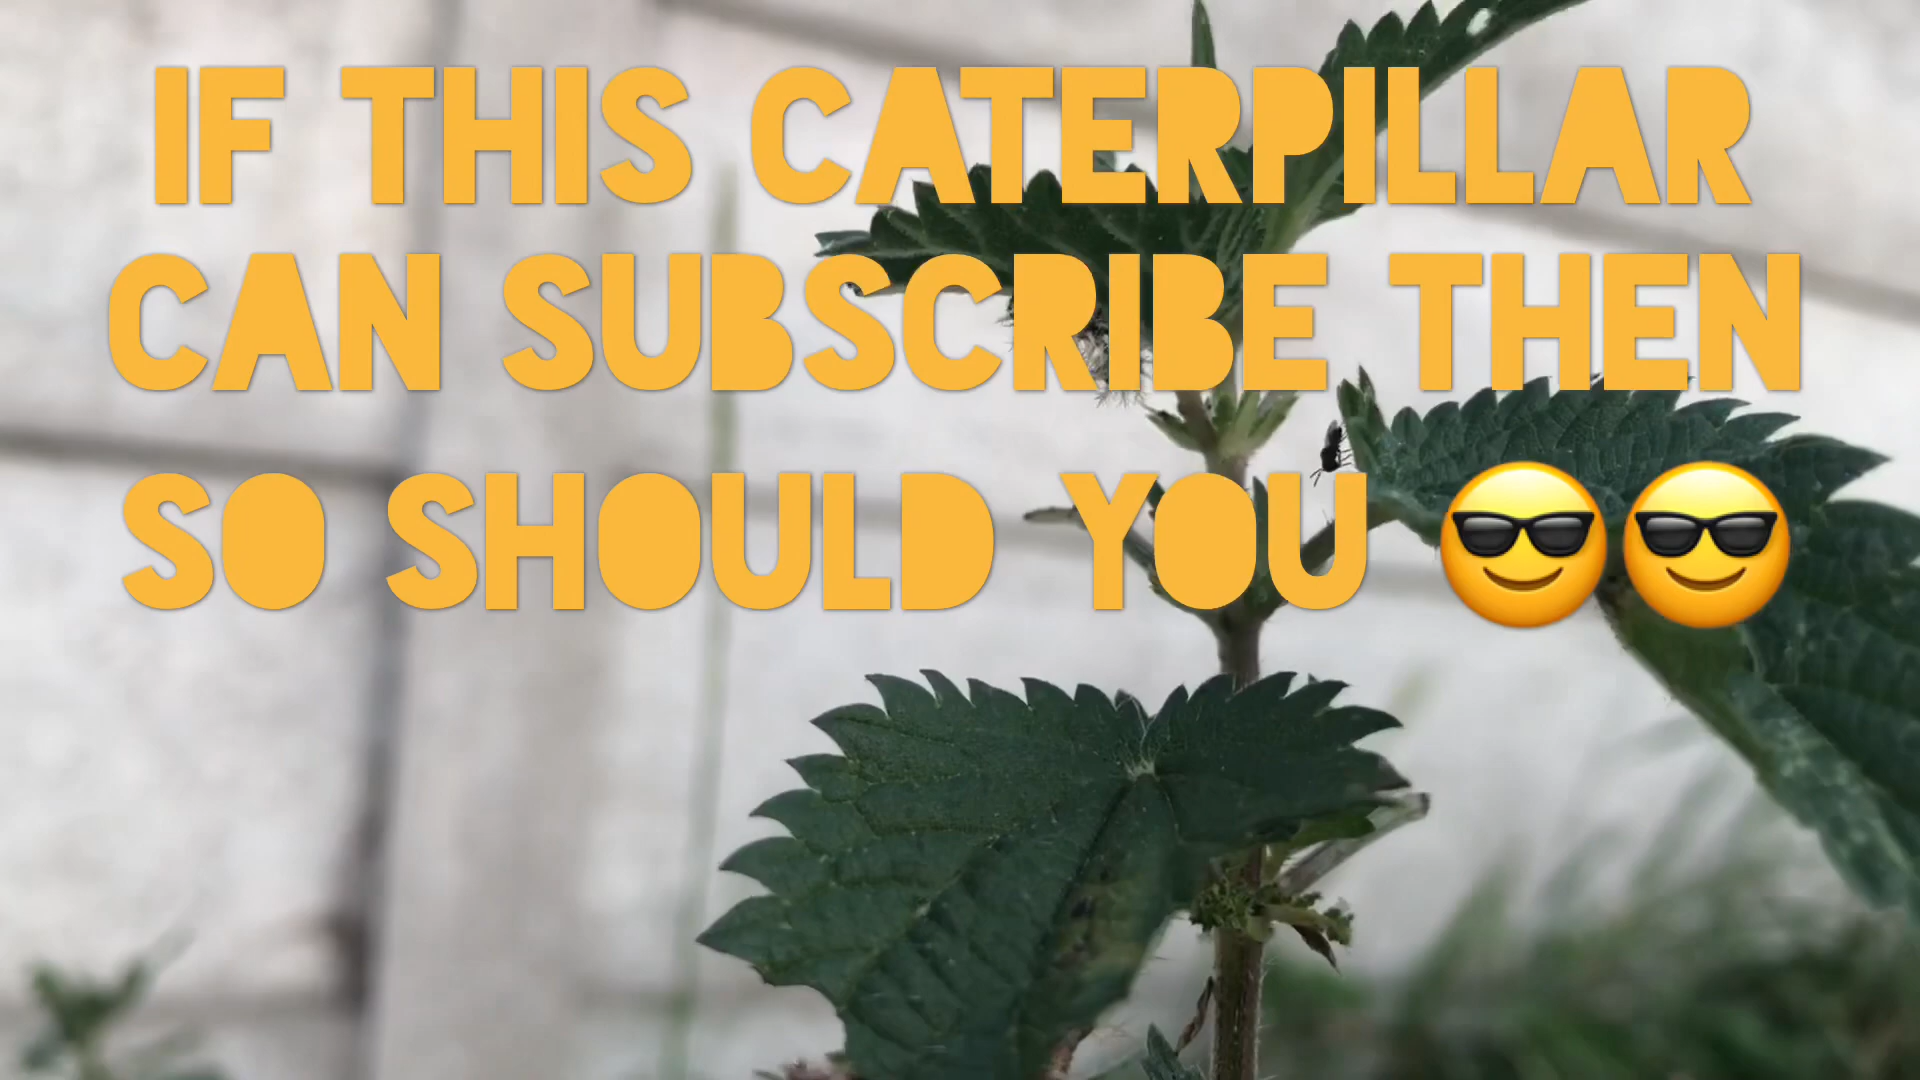 IF THIS CATERPILLAR
CAN SUBSCRIBE THEN
SO SHOULD YOU 😎😎